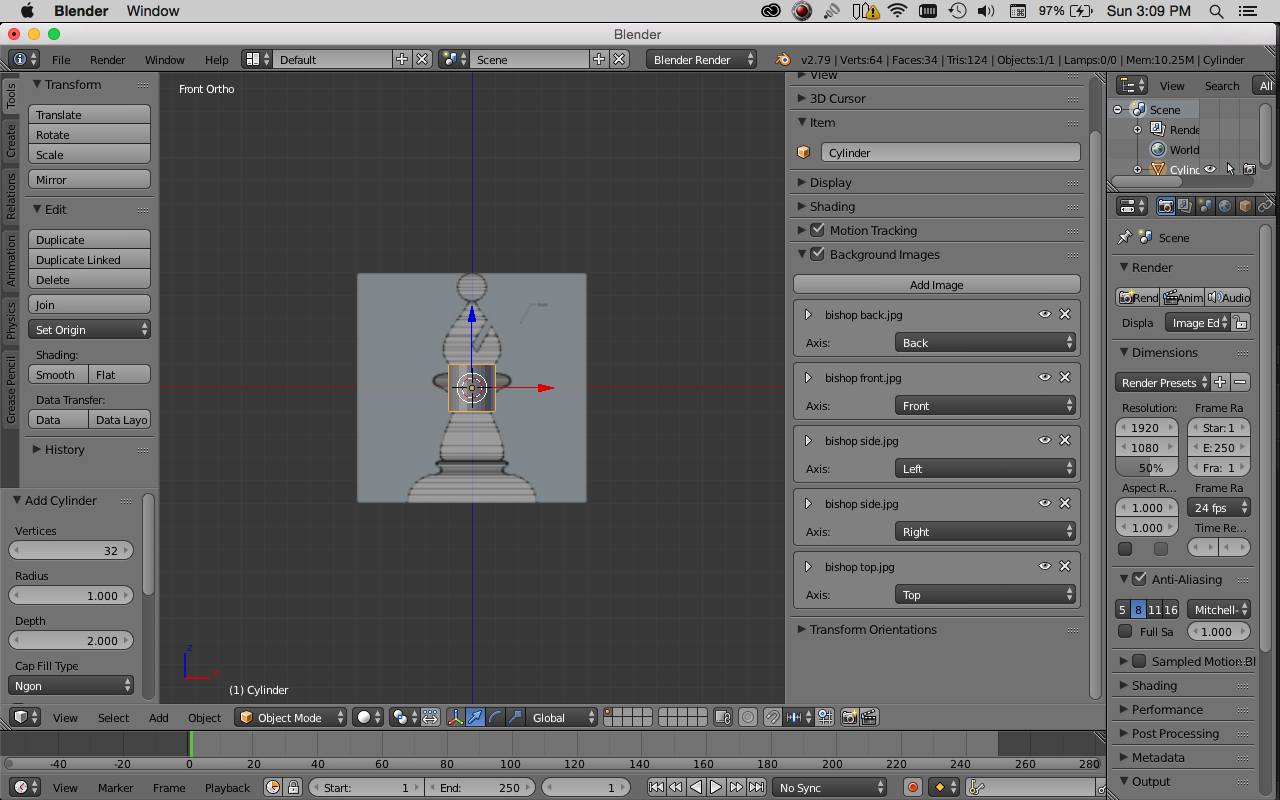 Blender Window 97% Sun 3:09 PM
Blender
File Render Window Help Default Scene Blender Render v2.79 | Verts:64 | Faces:34 | Tris:124 | Objects:1/1 | Lamps:0/0 | Mem:10.25M | Cylinder
Tools
Create
Relations
Animation
Physics
Grease Pencil
Transform
Translate
Rotate
Scale
Mirror
Edit
Duplicate
Duplicate Linked
Delete
Join
Set Origin
Shading:
Smooth Flat
Data Transfer:
Data Data Layo
History
Add Cylinder
Vertices
32
Radius
1.000
Depth
2.000
Cap Fill Type
Ngon
Front Ortho
z
x
(1) Cylinder
View
3D Cursor
Item
Cylinder
Display
Shading
Motion Tracking
Background Images
Add Image
bishop back.jpg
Axis: Back
bishop front.jpg
Axis: Front
bishop side.jpg
Axis: Left
bishop side.jpg
Axis: Right
bishop top.jpg
Axis: Top
Transform Orientations
View Search All
Scene
Rende
World
Cylinc
Scene
Render
Rend Anim Audio
Displa Image Ed
Dimensions
Render Presets
Resolution: Frame Ra
1920 Star: 1
1080 E: 250
50% Fra: 1
Aspect R... Frame Ra
1.000 24 fps
1.000 Time Re...
Anti-Aliasing
5 8 11 16 Mitchell-
Full Sa 1.000
Sampled Motion Bl
Shading
Performance
Post Processing
Metadata
Output
View Select Add Object Object Mode Global
-40 -20 0 20 40 60 80 100 120 140 160 180 200 220 240 260 280
View Marker Frame Playback Start: 1 End: 250 1 No Sync